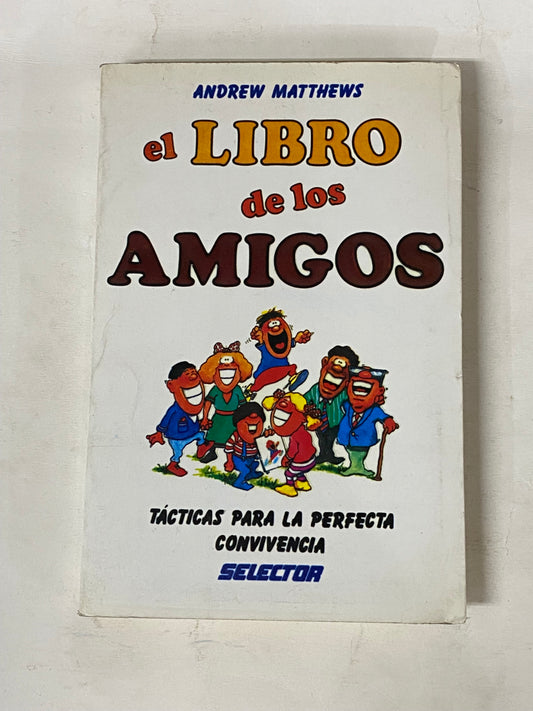 ANDREW MATTHEWS
el LIBRO
de los
AMIGOS
TÁCTICAS PARA LA PERFECTA
CONVIVENCIA
SELECTOR